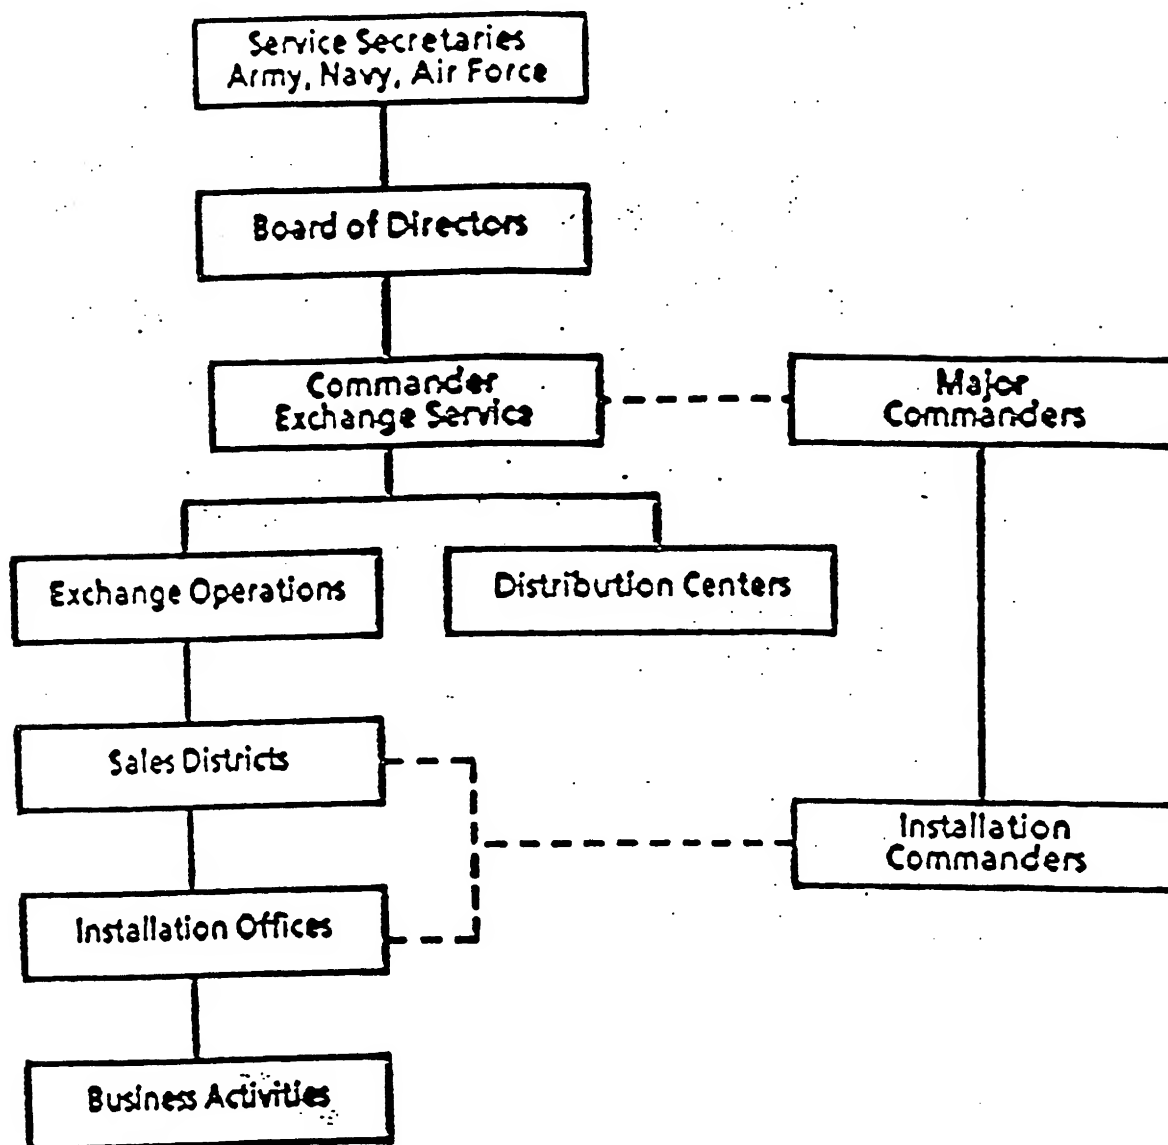 Service Secretaries
Army, Navy, Air Force
Board of Directors
Commander
Exchange Service
Major
Commanders
Exchange Operations
Distribution Centers
Sales Districts
Installation
Commanders
Installation Offices
Business Activities